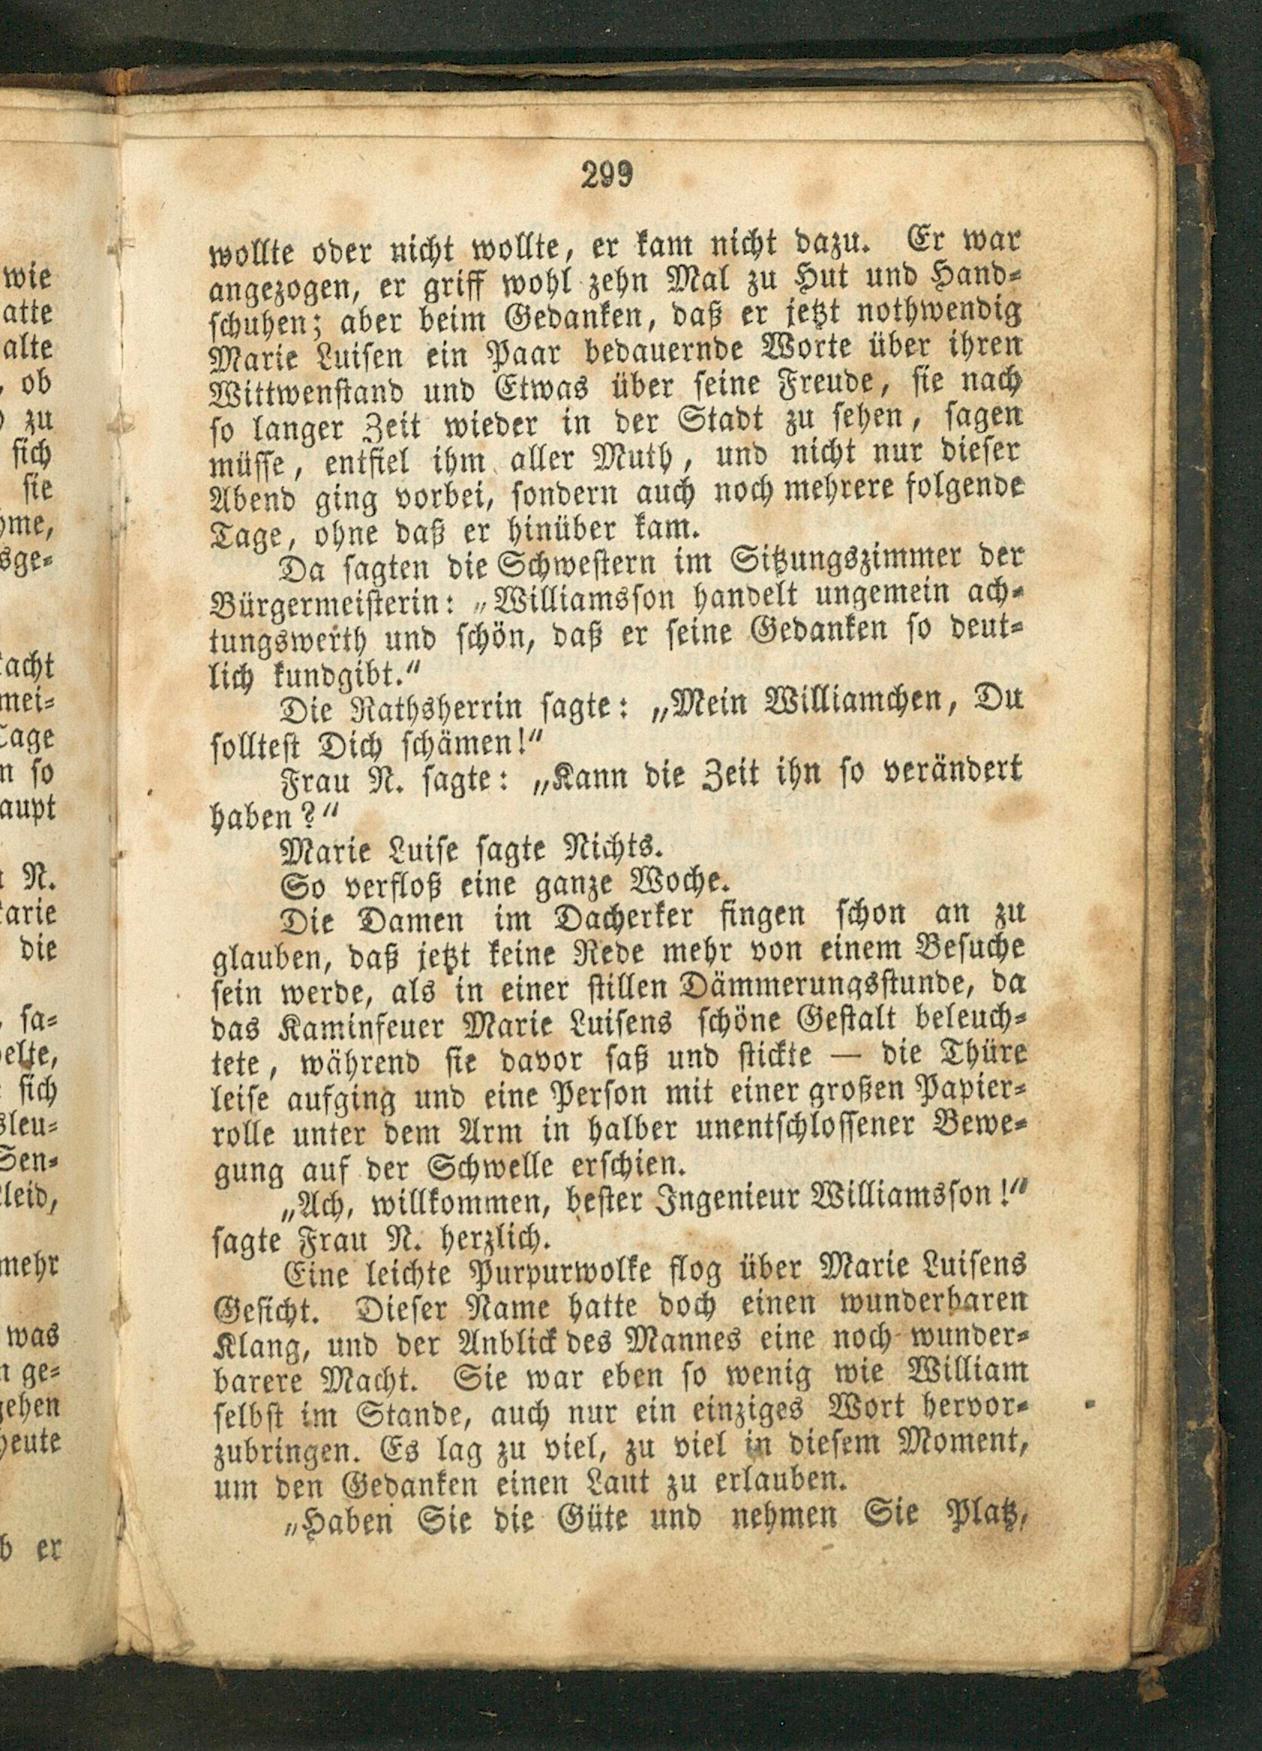 299
wollte oder nicht wollte, er kam nicht dazu. Er war
angezogen, er griff wohl zehn Mal zu Hut und Hand-
schuhen; aber beim Gedanken, daß er jetzt nothwendig
Marie Luisen ein Paar bedauernde Worte über ihren
Wittwenstand und Etwas über seine Freude, sie nach
so langer Zeit wieder in der Stadt zu sehen, sagen
müsse, entfiel ihm aller Muth, und nicht nur dieser
Abend ging vorbei, sondern auch noch mehrere folgende
Tage, ohne daß er hinüber kam.
Da sagten die Schwestern im Sitzungszimmer der
Bürgermeisterin: „Williamsson handelt ungemein ach-
tungswerth und schön, daß er seine Gedanken so deut-
lich kundgibt.“
Die Rathsherrin sagte: „Mein Williamchen, Du
solltest Dich schämen!“
Frau N. sagte: „Kann die Zeit ihn so verändert
haben?“
Marie Luise sagte Nichts.
So verfloß eine ganze Woche.
Die Damen im Dacherker fingen schon an zu
glauben, daß jetzt keine Rede mehr von einem Besuche
sein werde, als in einer stillen Dämmerungsstunde, da
das Kaminfeuer Marie Luisens schöne Gestalt beleuch-
tete, während sie davor saß und stickte — die Thüre
leise aufging und eine Person mit einer großen Papier-
rolle unter dem Arm in halber unentschlossener Bewe-
gung auf der Schwelle erschien.
„Ach, willkommen, bester Ingenieur Williamsson!“
sagte Frau N. herzlich.
Eine leichte Purpurwolke flog über Marie Luisens
Gesicht. Dieser Name hatte doch einen wunderbaren
Klang, und der Anblick des Mannes eine noch wunder-
barere Macht. Sie war eben so wenig wie William
selbst im Stande, auch nur ein einziges Wort hervor-
zubringen. Es lag zu viel, zu viel in diesem Moment,
um den Gedanken einen Laut zu erlauben.
„Haben Sie die Güte und nehmen Sie Platz,